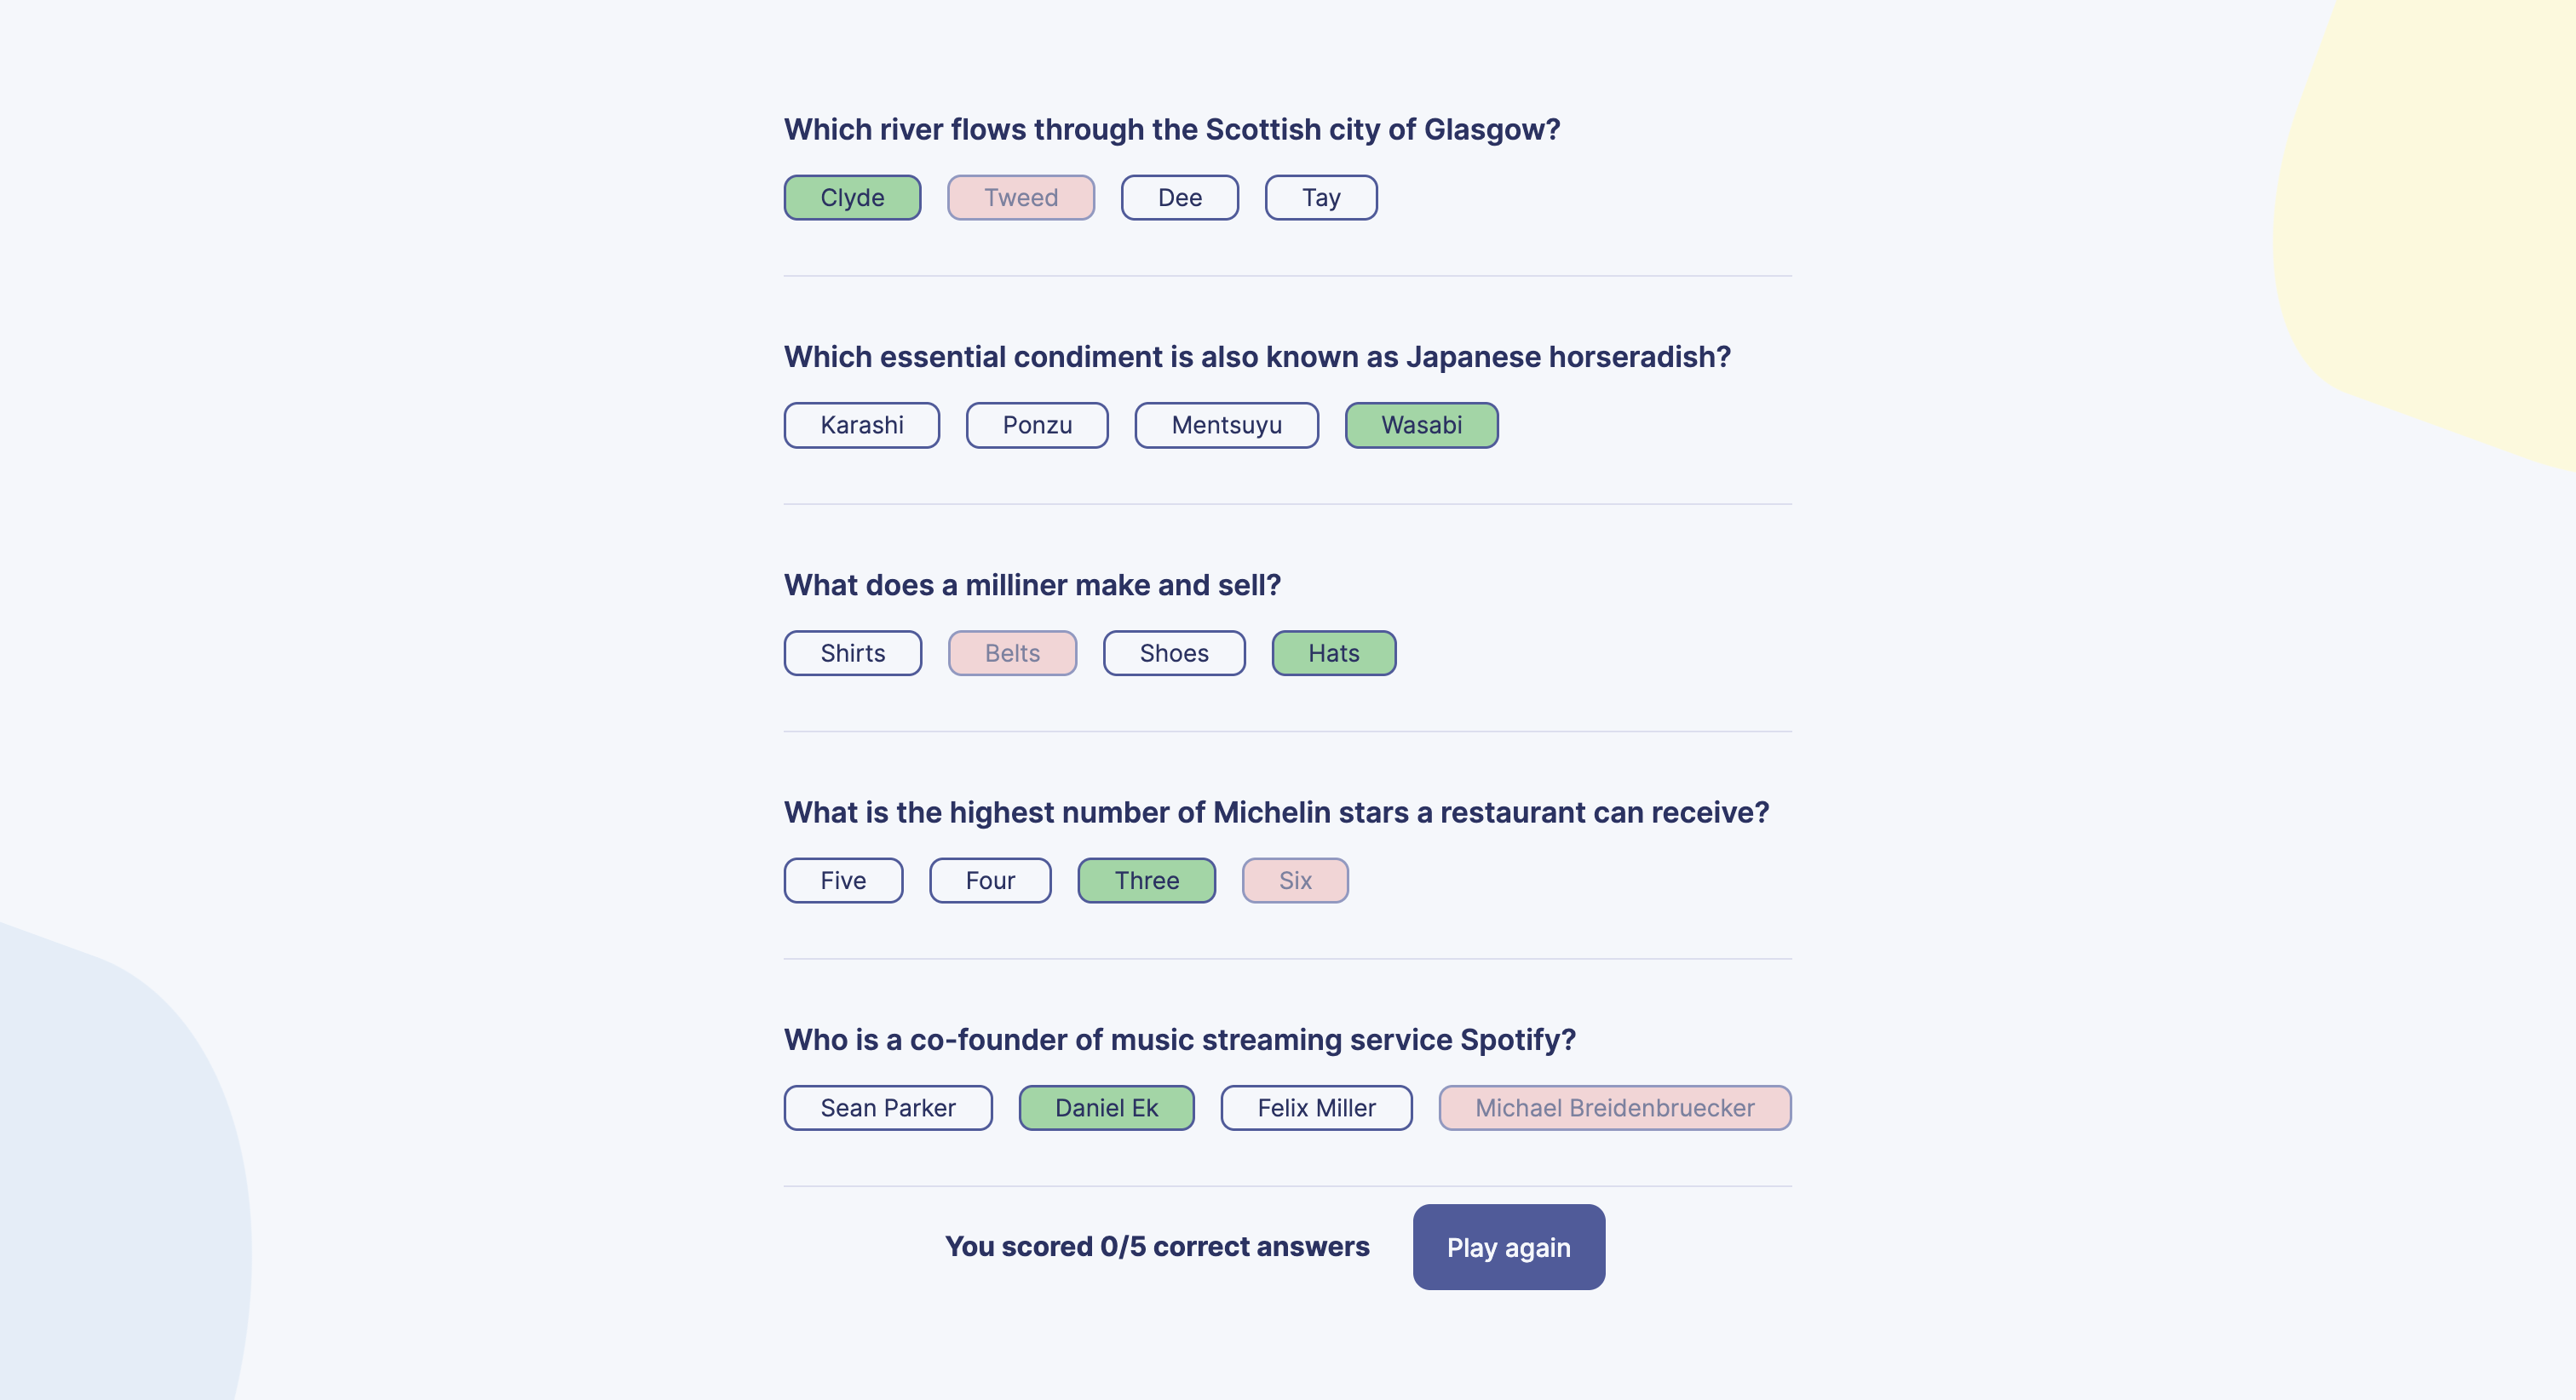 Which river flows through the Scottish city of Glasgow?
Clyde Tweed Dee Tay
Which essential condiment is also known as Japanese horseradish?
Karashi Ponzu Mentsuyu Wasabi
What does a milliner make and sell?
Shirts Belts Shoes Hats
What is the highest number of Michelin stars a restaurant can receive?
Five Four Three Six
Who is a co-founder of music streaming service Spotify?
Sean Parker Daniel Ek Felix Miller Michael Breidenbruecker
You scored 0/5 correct answers Play again